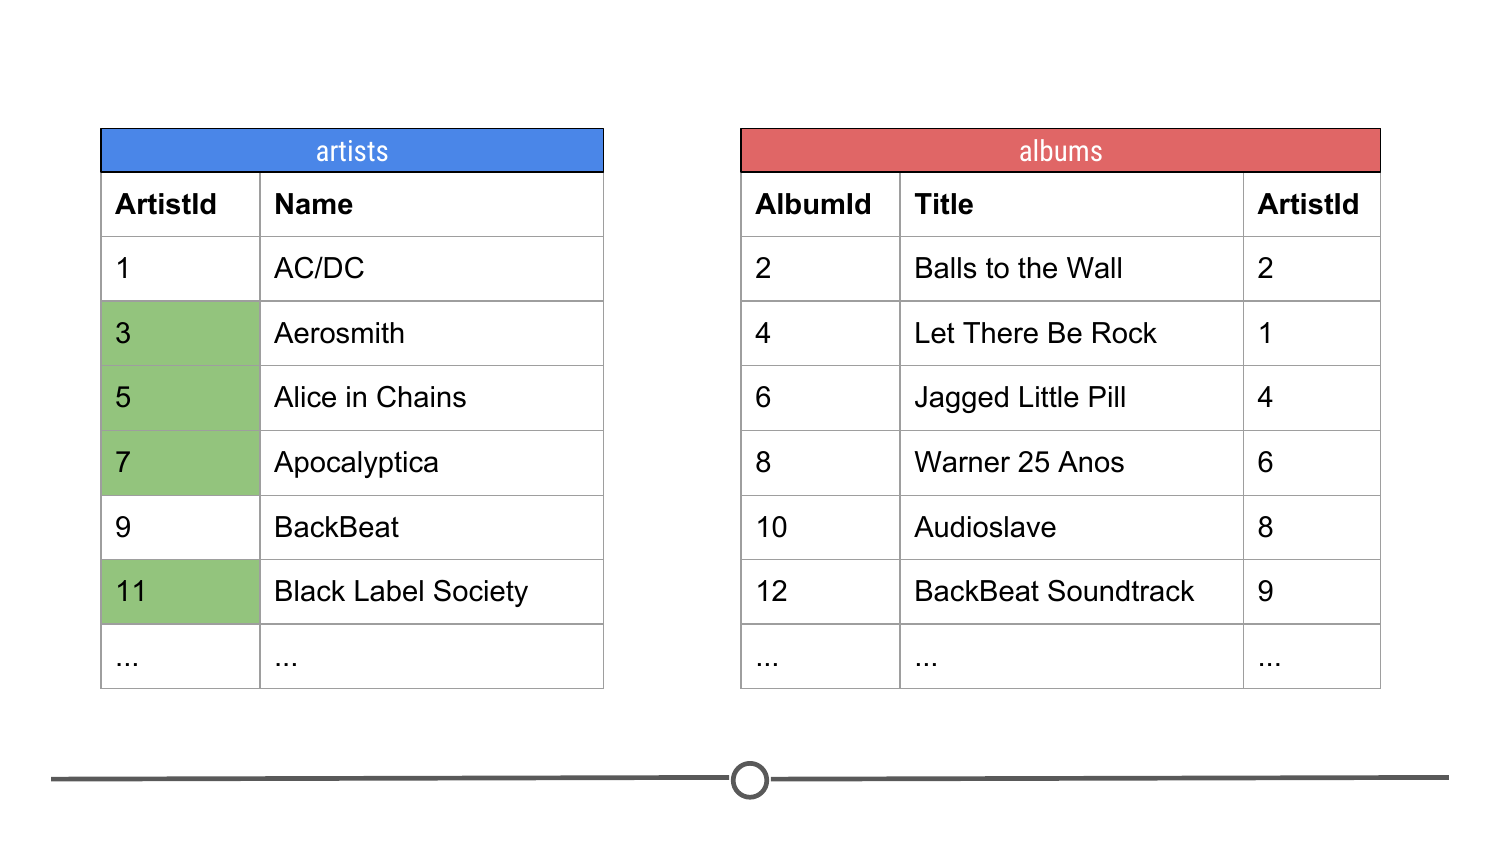 artists
ArtistId Name
1 AC/DC
3 Aerosmith
5 Alice in Chains
7 Apocalyptica
9 BackBeat
11 Black Label Society
... ...
albums
AlbumId Title ArtistId
2 Balls to the Wall 2
4 Let There Be Rock 1
6 Jagged Little Pill 4
8 Warner 25 Anos 6
10 Audioslave 8
12 BackBeat Soundtrack 9
... ... ...